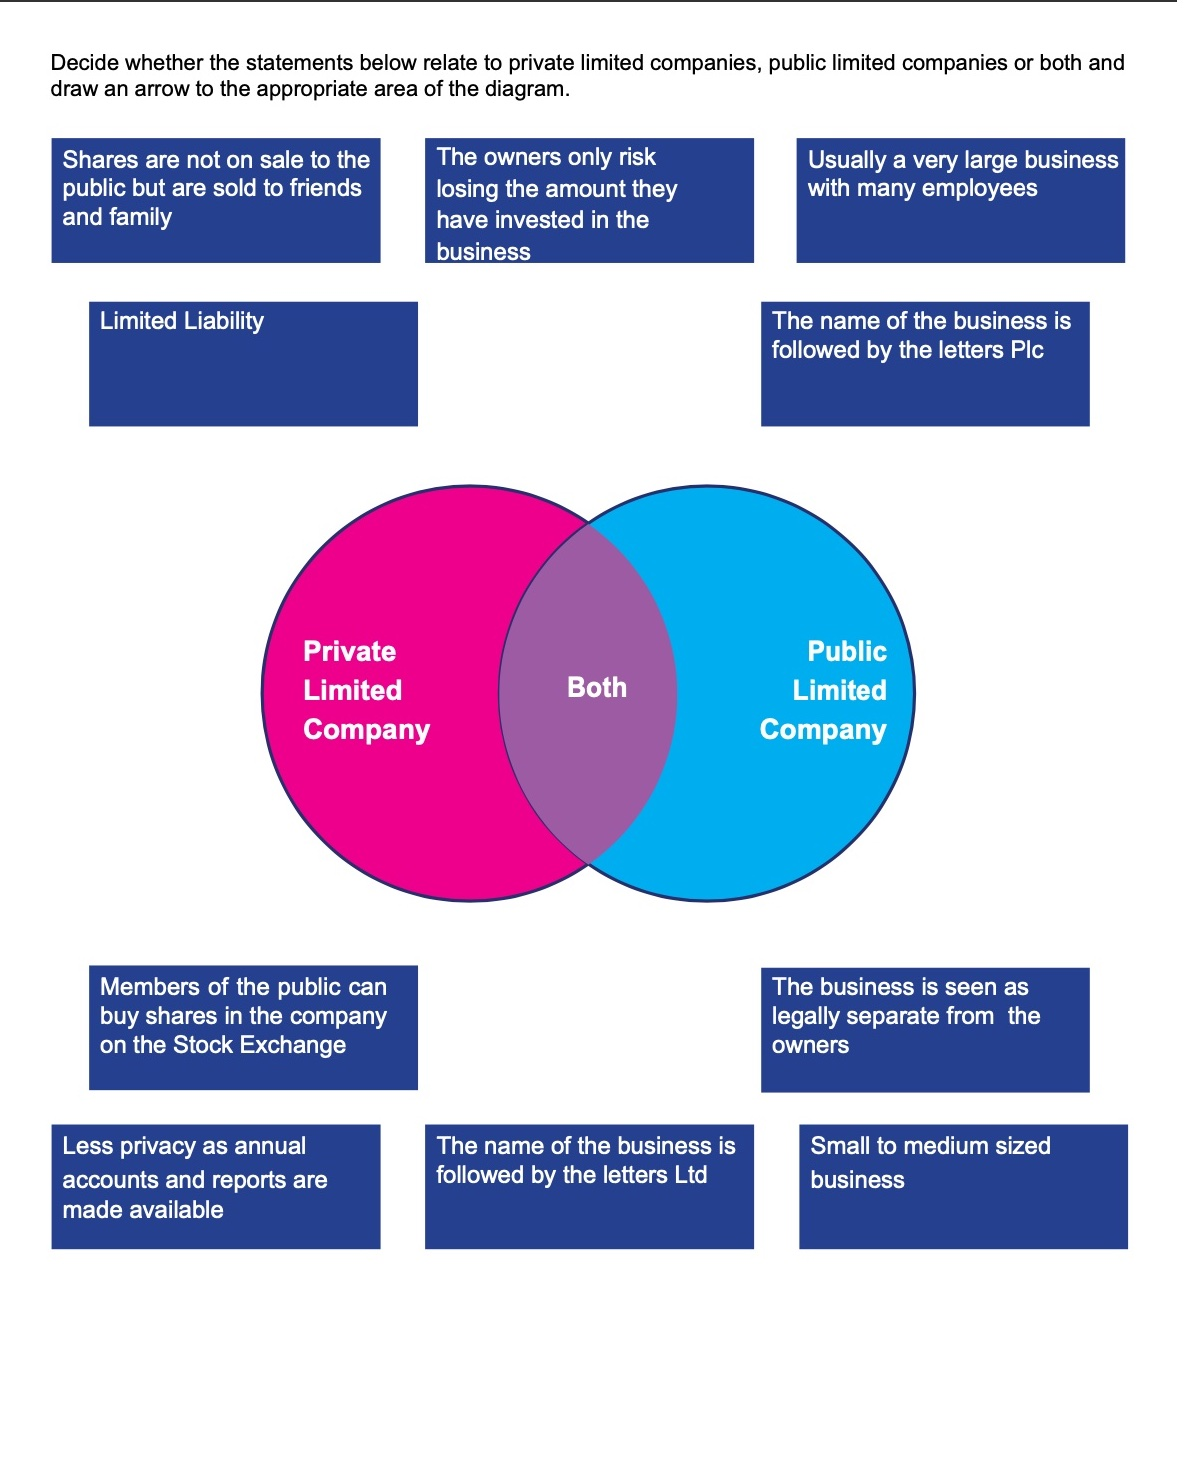 Decide whether the statements below relate to private limited companies, public limited companies or both and
draw an arrow to the appropriate area of the diagram.
Shares are not on sale to the
public but are sold to friends
and family
The owners only risk
losing the amount they
have invested in the
business
Usually a very large business
with many employees
Limited Liability
The name of the business is
followed by the letters Plc
Private
Limited
Company
Both
Public
Limited
Company
Members of the public can
buy shares in the company
on the Stock Exchange
The business is seen as
legally separate from the
owners
Less privacy as annual
accounts and reports are
made available
The name of the business is
followed by the letters Ltd
Small to medium sized
business